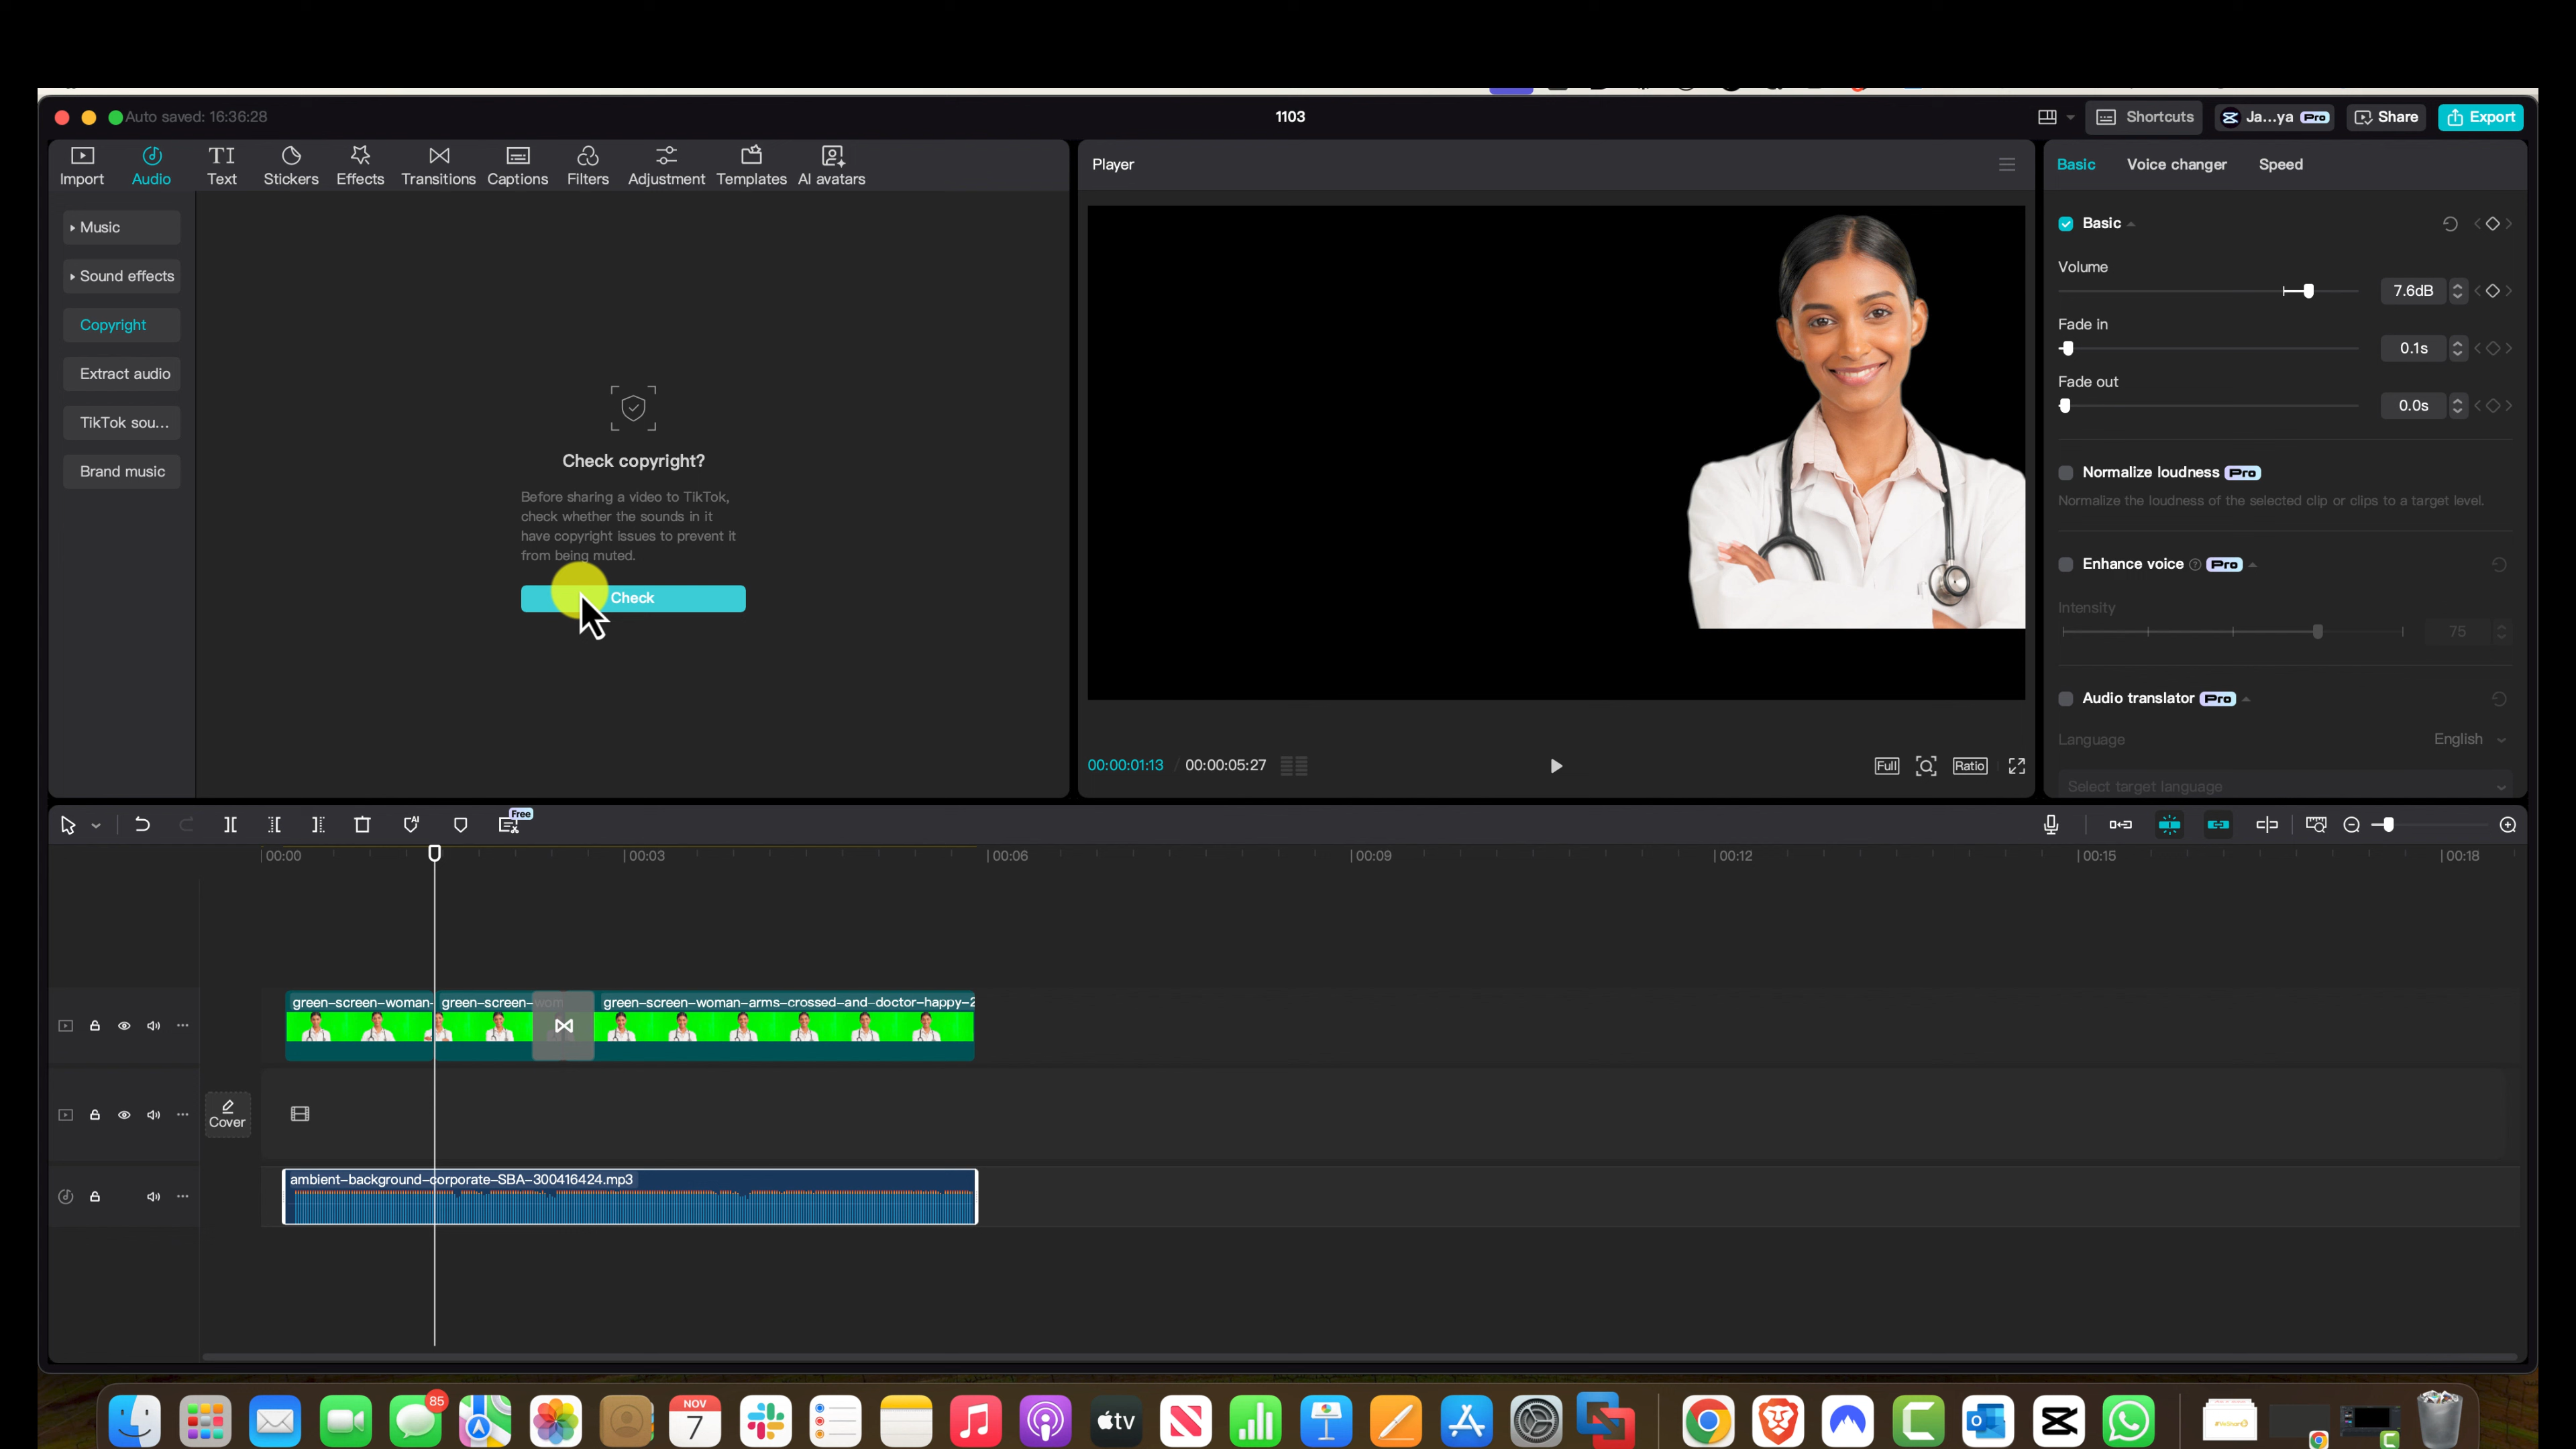 Auto saved: 16:36:28
1103
Shortcuts
Ja...ya Pro
Share
Export
Import
Audio
TI
Text
Stickers
Effects
Transitions
Captions
Filters
Adjustment
Templates
AI avatars
Music
Sound effects
Copyright
Extract audio
TikTok sou...
Brand music
Check copyright?
Before sharing a video to TikTok,
check whether the sounds in it
have copyright issues to prevent it
from being muted.
Check
Player
00:00:01:13 / 00:00:05:27
Full
Ratio
Basic
Voice changer
Speed
Basic
Volume
7.6dB
Fade in
0.1s
Fade out
0.0s
Normalize loudness Pro
Normalize the loudness of the selected clip or clips to a target level.
Enhance voice Pro
Intensity
75
Audio translator Pro
Language
English
Select target language
AI
Free
00:00
00:03
00:06
00:09
00:12
00:15
00:18
green-screen-woman-
green-screen-wom
green-screen-woman-arms-crossed-and-doctor-happy-2
Cover
ambient-background-corporate-SBA-300416424.mp3
85
NOV
7
tv